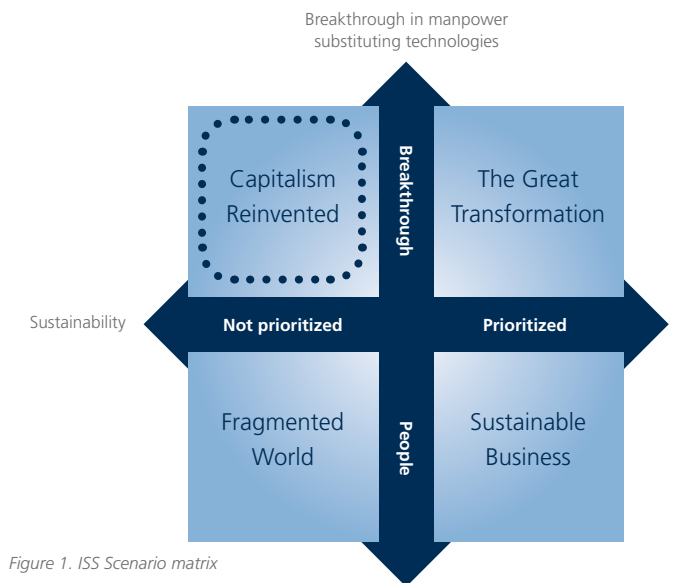 Breakthrough in manpower
substituting technologies
Breakthrough
Capitalism
Reinvented
The Great
Transformation
Sustainability
Not prioritized
Prioritized
Fragmented
World
People
Sustainable
Business
Figure 1. ISS Scenario matrix